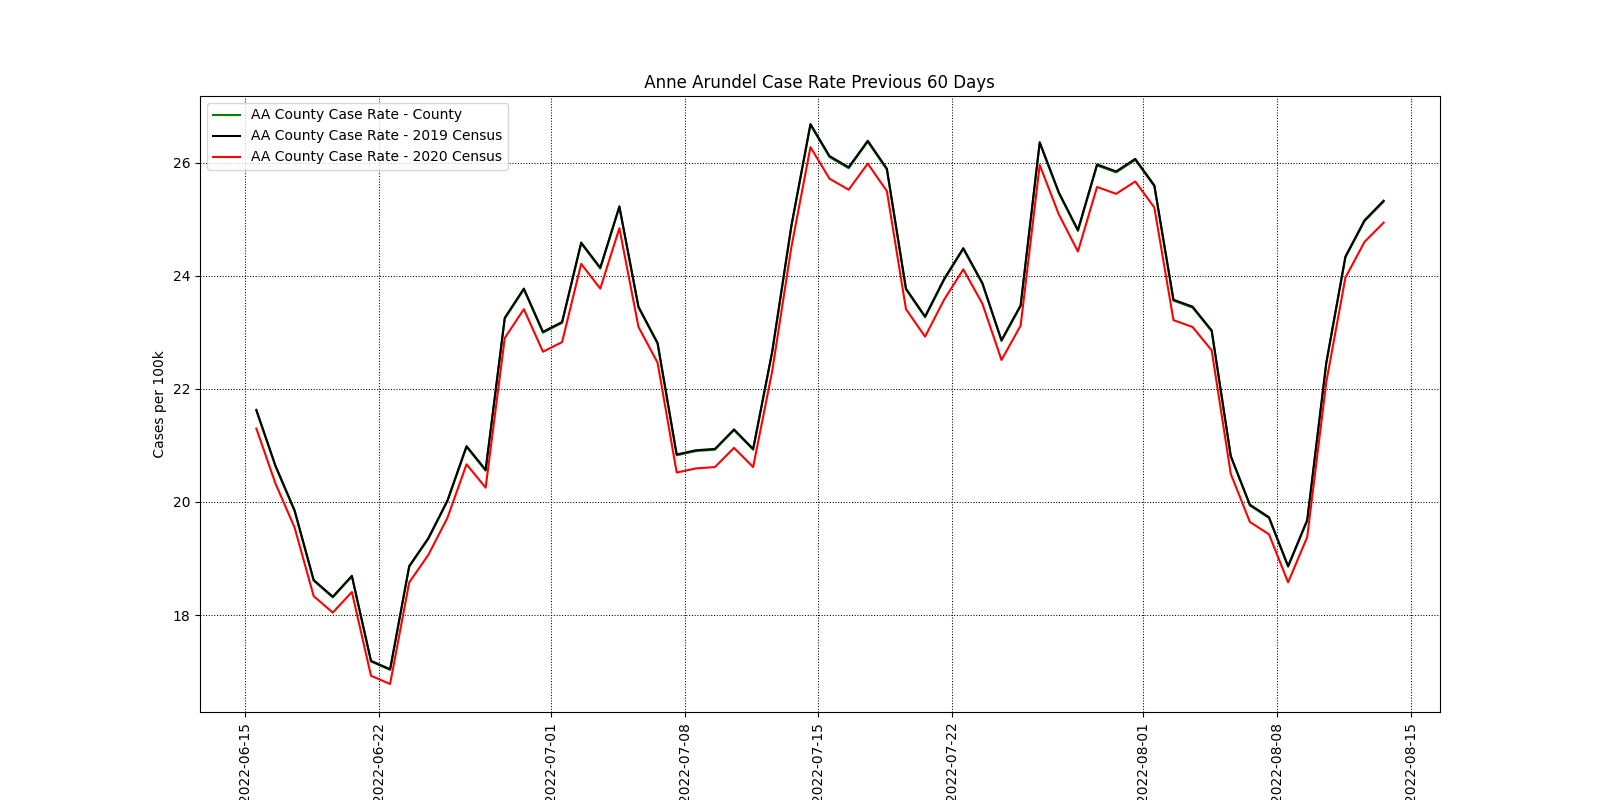 Anne Arundel Case Rate Previous 60 Days
AA County Case Rate - County
AA County Case Rate - 2019 Census
AA County Case Rate - 2020 Census
Cases per 100k
26
24
22
20
18
2022-06-15
2022-06-22
2022-07-01
2022-07-08
2022-07-15
2022-07-22
2022-08-01
2022-08-08
2022-08-15